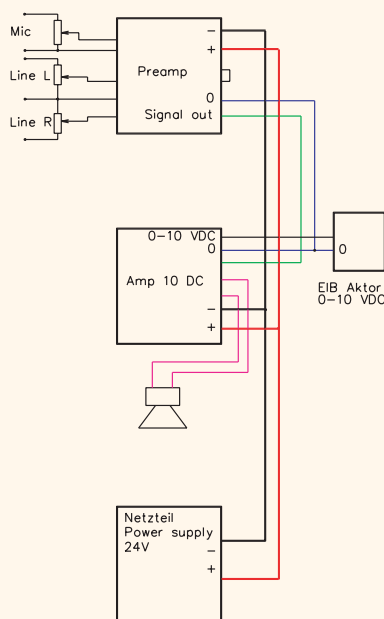 Mic
Line L
Line R
Preamp
−
+
0
Signal out
0-10 VDC
0
Amp 10 DC
−
+
0
EIB Aktor
0-10 VDC
Netzteil
Power supply
24V
−
+